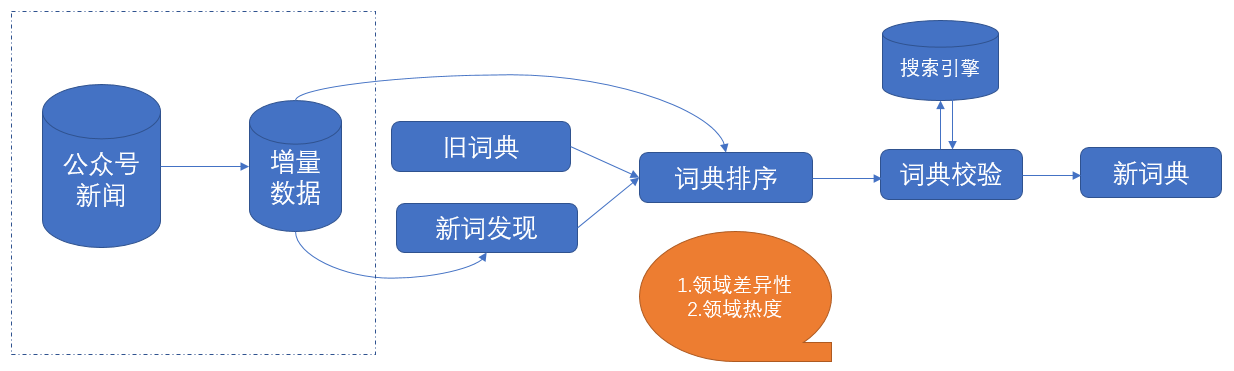 公众号
新闻
增量
数据
旧词典
新词发现
词典排序
1.领域差异性
2.领域热度
搜索引擎
词典校验
新词典